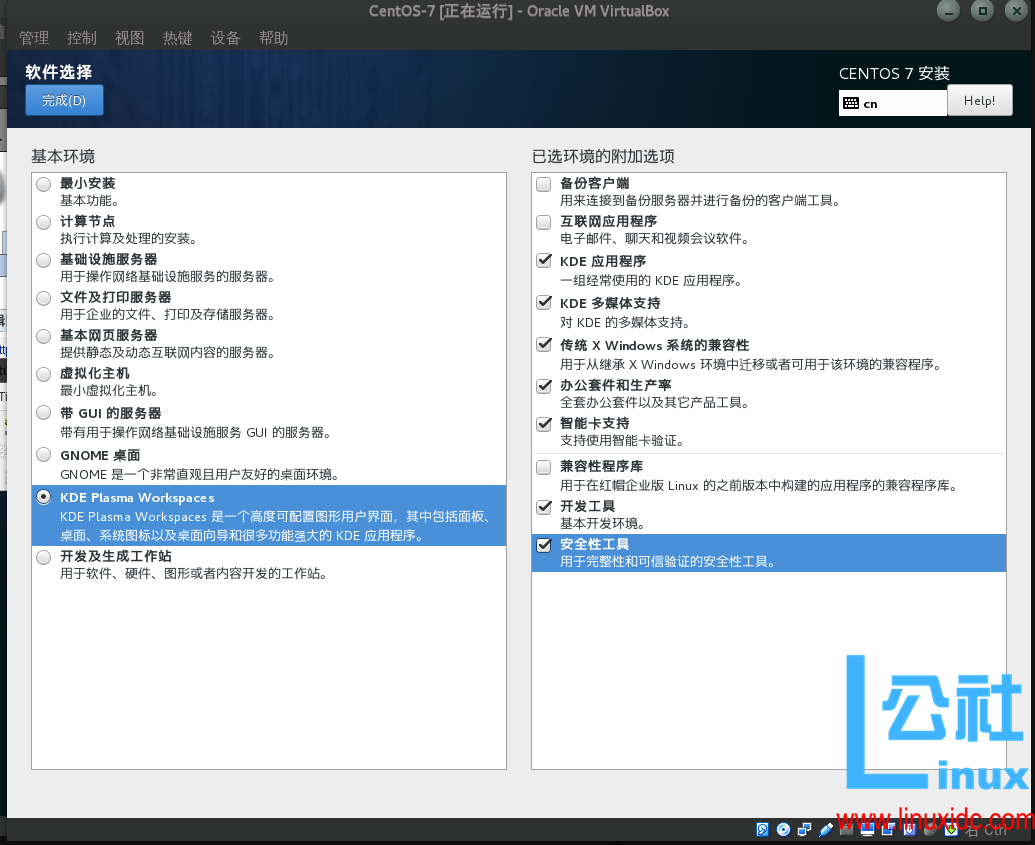 CentOS-7 [正在运行] - Oracle VM VirtualBox
管理 控制 视图 热键 设备 帮助
软件选择
完成(D)
CENTOS 7 安装
cn
Help!
基本环境
最小安装
基本功能。
计算节点
执行计算及处理的安装。
基础设施服务器
用于操作网络基础设施服务的服务器。
文件及打印服务器
用于企业的文件、打印及存储服务器。
基本网页服务器
提供静态及动态互联网内容的服务器。
虚拟化主机
最小虚拟化主机。
带 GUI 的服务器
带有用于操作网络基础设施服务 GUI 的服务器。
GNOME 桌面
GNOME 是一个非常直观且用户友好的桌面环境。
KDE Plasma Workspaces
KDE Plasma Workspaces 是一个高度可配置图形用户界面，其中包括面板、
桌面、系统图标以及桌面向导和很多功能强大的 KDE 应用程序。
开发及生成工作站
用于软件、硬件、图形或者内容开发的工作站。
已选环境的附加选项
备份客户端
用来连接到备份服务器并进行备份的客户端工具。
互联网应用程序
电子邮件、聊天和视频会议软件。
KDE 应用程序
一组经常使用的 KDE 应用程序。
KDE 多媒体支持
对 KDE 的多媒体支持。
传统 X Windows 系统的兼容性
用于从继承 X Windows 环境中迁移或者可用于该环境的兼容程序。
办公套件和生产率
全套办公套件以及其它产品工具。
智能卡支持
支持使用智能卡验证。
兼容性程序库
用于在红帽企业版 Linux 的之前版本中构建的应用程序的兼容程序库。
开发工具
基本开发环境。
安全性工具
用于完整性和可信验证的安全性工具。
公社
Linux
www.linuxidc.com
右 Ctrl